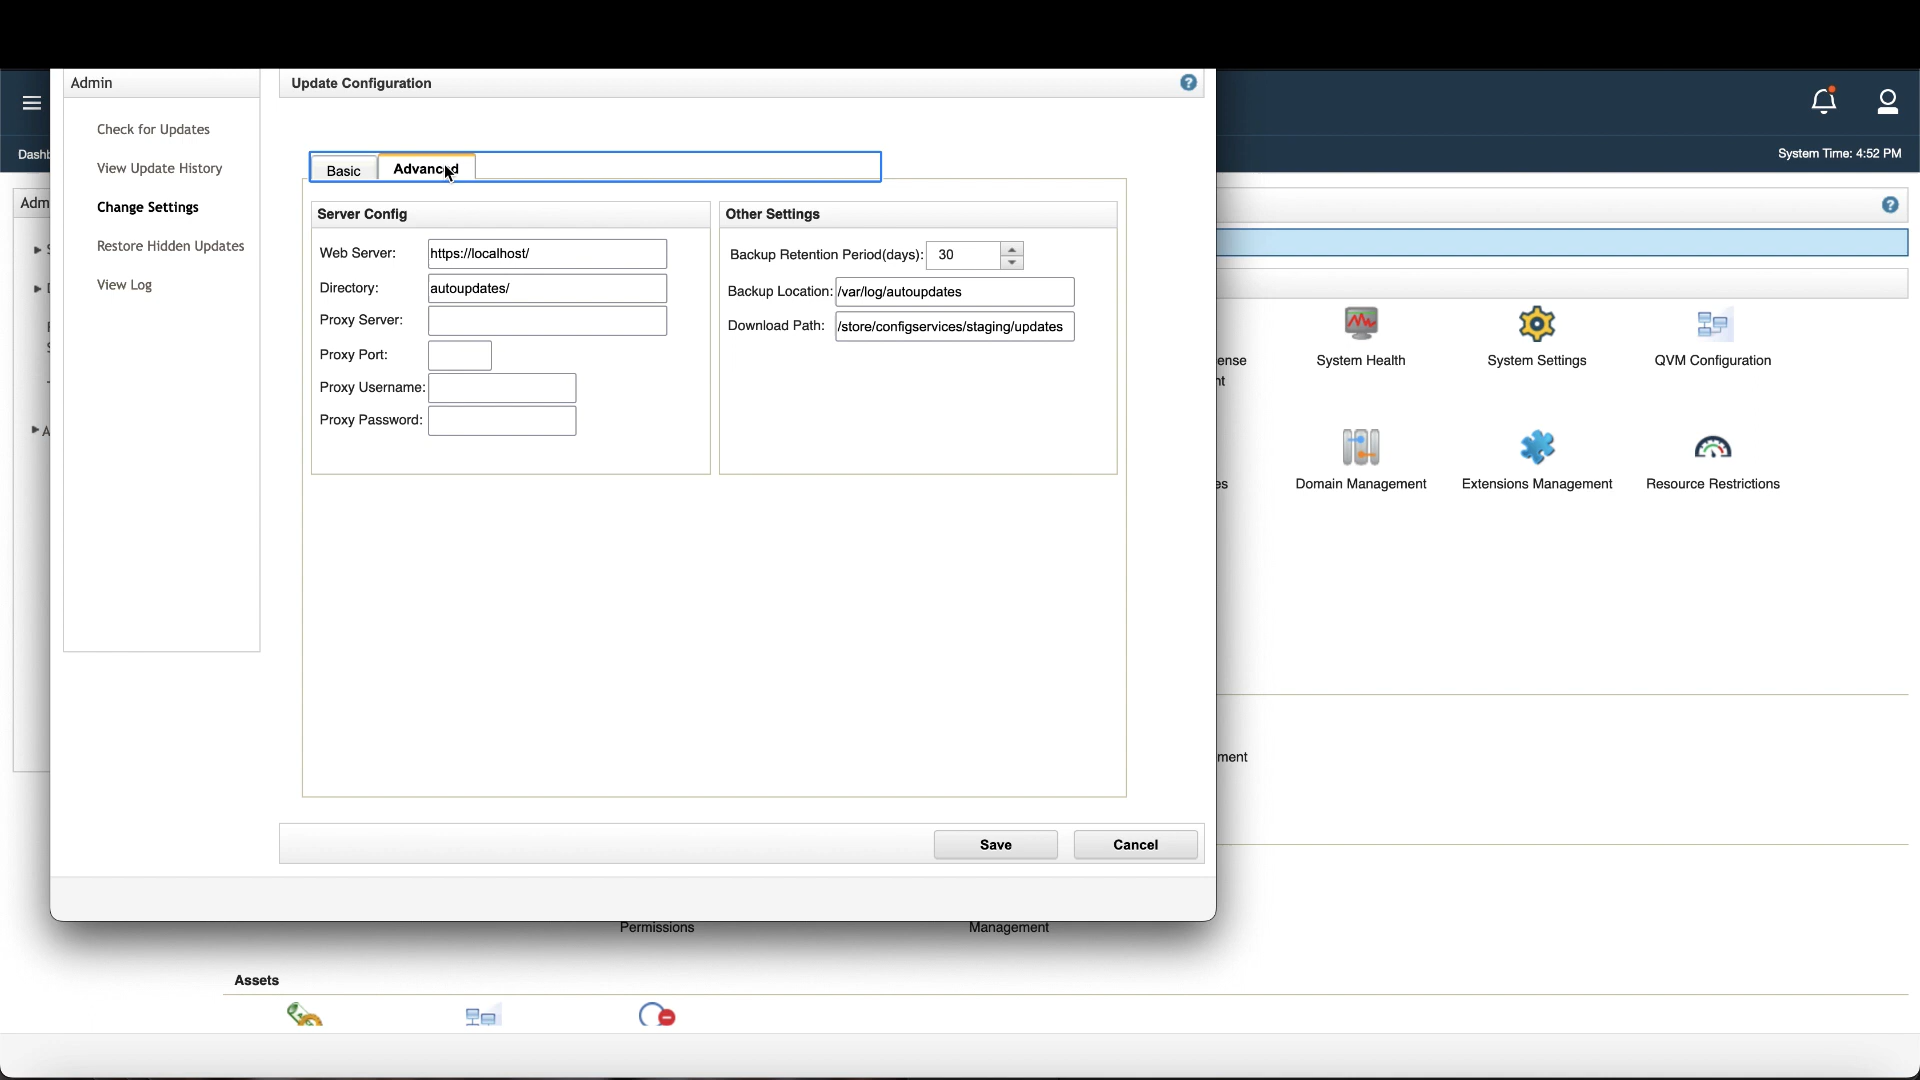 Admin
Check for Updates
View Update History
Change Settings
Restore Hidden Updates
View Log
Update Configuration
?
Basic
Advanced
Server Config
Web Server: https://localhost/
Directory: autoupdates/
Proxy Server:
Proxy Port:
Proxy Username:
Proxy Password:
Other Settings
Backup Retention Period(days): 30
Backup Location: /var/log/autoupdates
Download Path: /store/configservices/staging/updates
Save
Cancel
Dashb
System Time: 4:52 PM
Adm
?
ense
nt
System Health
System Settings
QVM Configuration
es
Domain Management
Extensions Management
Resource Restrictions
ment
Permissions
Management
Assets